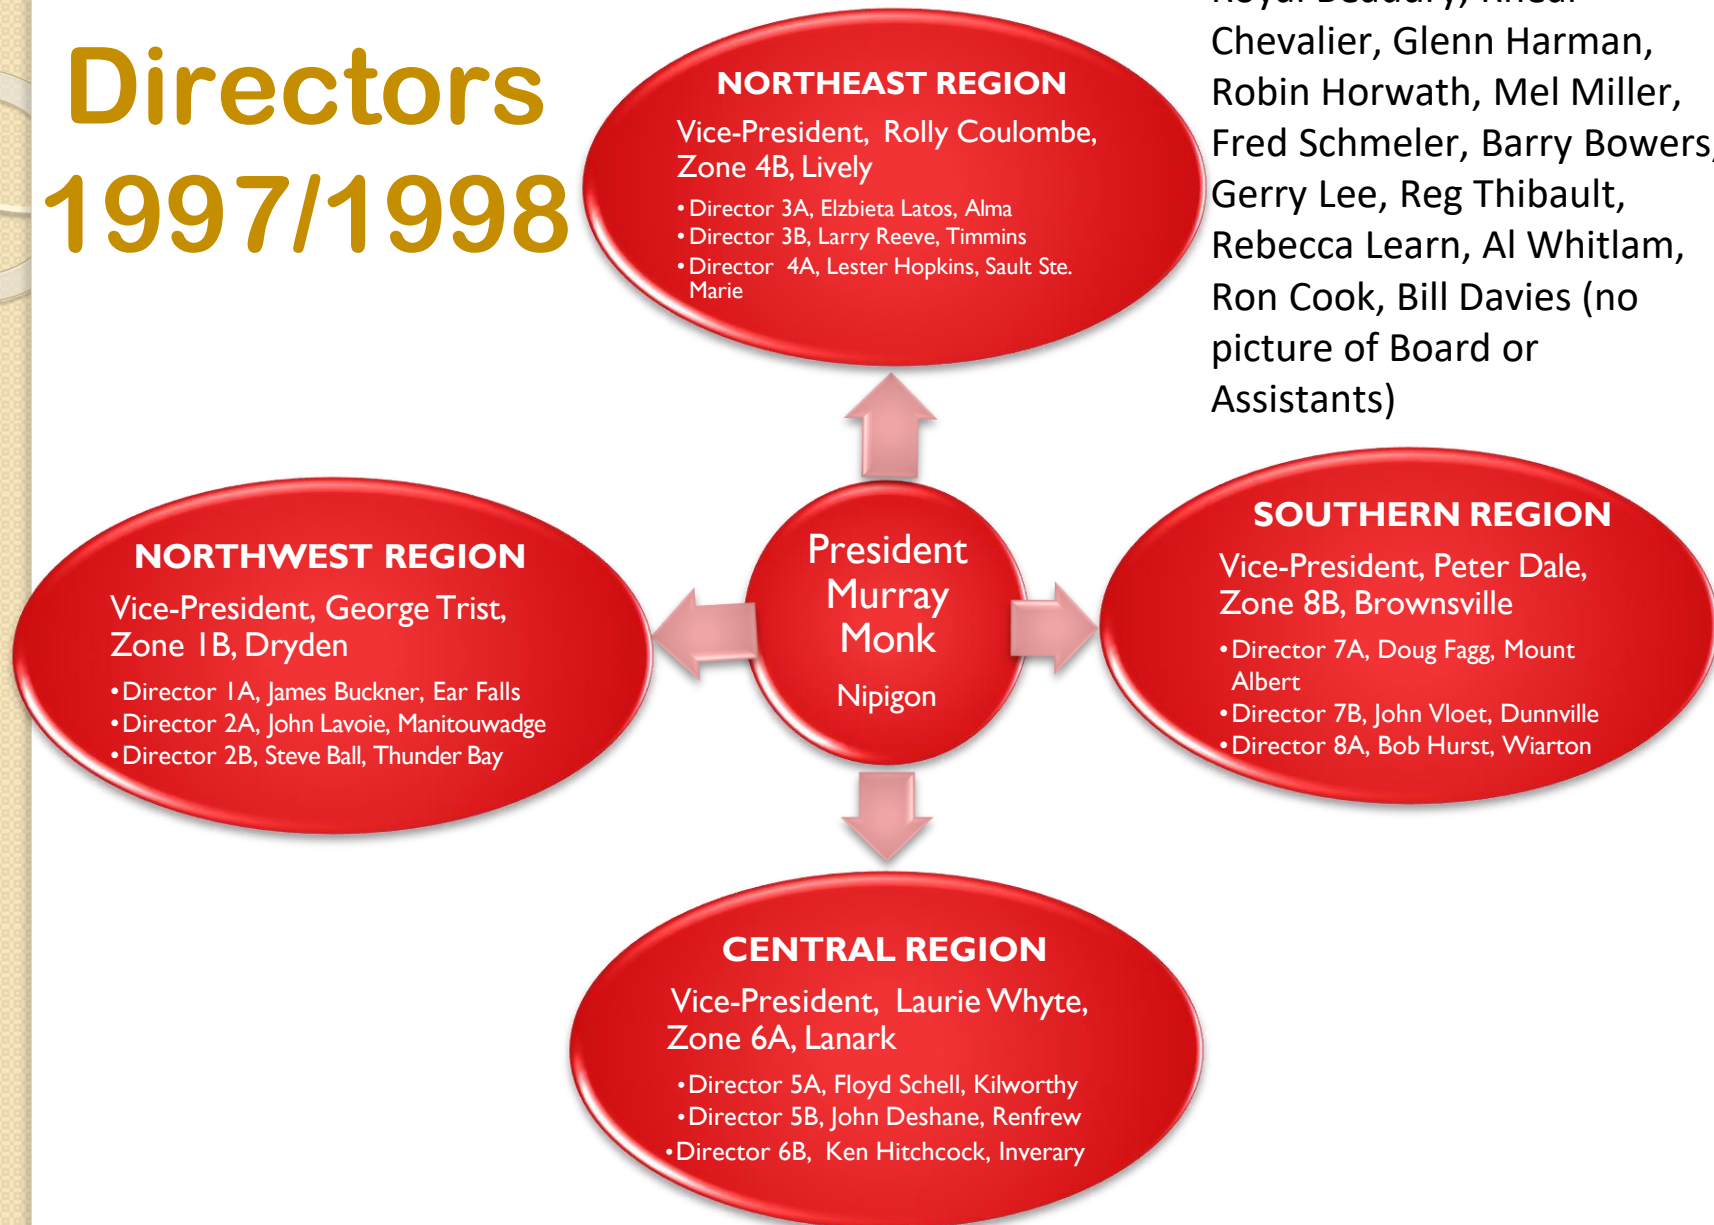 Directors
1997/1998
Chevalier, Glenn Harman,
Robin Horwath, Mel Miller,
Fred Schmeler, Barry Bowers,
Gerry Lee, Reg Thibault,
Rebecca Learn, Al Whitlam,
Ron Cook, Bill Davies (no
picture of Board or
Assistants)
NORTHEAST REGION
Vice-President, Rolly Coulombe,
Zone 4B, Lively
•Director 3A, Elzbieta Latos, Alma
•Director 3B, Larry Reeve, Timmins
•Director 4A, Lester Hopkins, Sault Ste.
Marie
NORTHWEST REGION
Vice-President, George Trist,
Zone 1B, Dryden
•Director 1A, James Buckner, Ear Falls
•Director 2A, John Lavoie, Manitouwadge
•Director 2B, Steve Ball, Thunder Bay
President
Murray
Monk
Nipigon
SOUTHERN REGION
Vice-President, Peter Dale,
Zone 8B, Brownsville
•Director 7A, Doug Fagg, Mount
Albert
•Director 7B, John Vloet, Dunnville
•Director 8A, Bob Hurst, Wiarton
CENTRAL REGION
Vice-President, Laurie Whyte,
Zone 6A, Lanark
•Director 5A, Floyd Schell, Kilworthy
•Director 5B, John Deshane, Renfrew
•Director 6B, Ken Hitchcock, Inverary